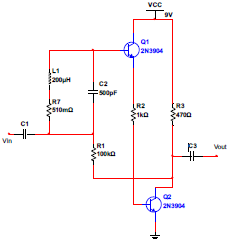 VCC
9V
Q1
2N3904
L1
200µH
C2
500pF
R7
510mΩ
R2
1kΩ
R3
470Ω
C1
Vin
R1
100kΩ
C3
Vout
Q2
2N3904